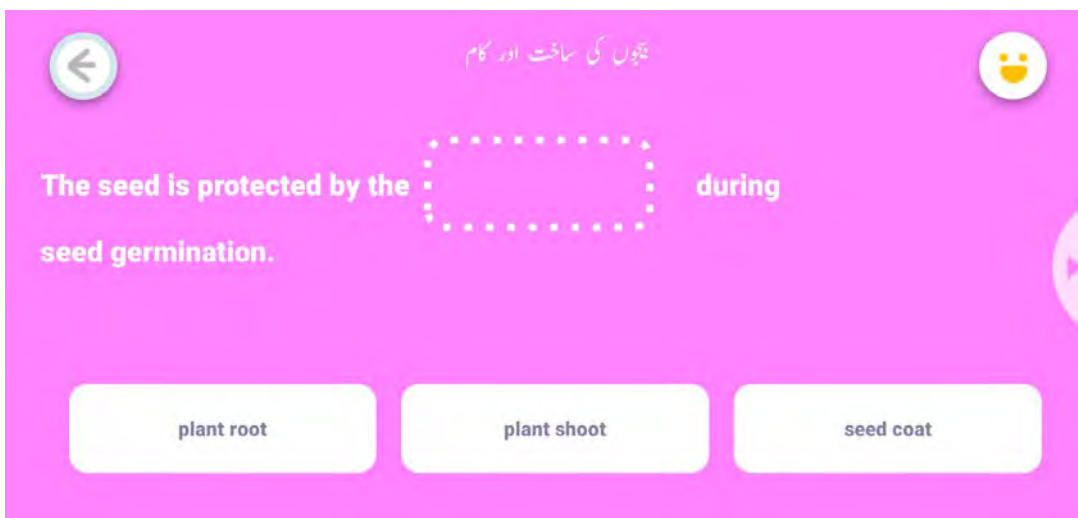 بیجوں کی ساخت اور کام
The seed is protected by the during
seed germination.
plant root
plant shoot
seed coat